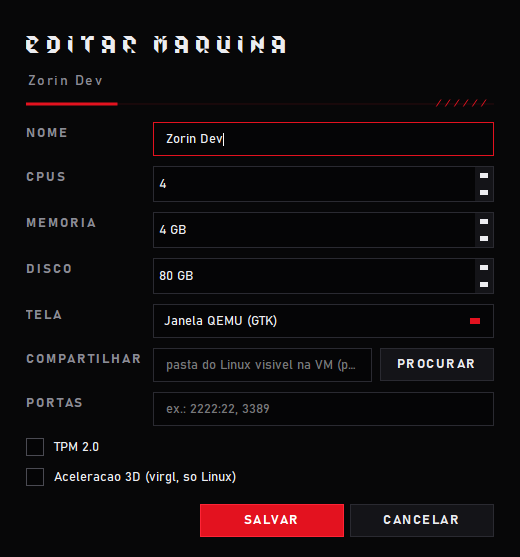 EDITAR MAQUINA
Zorin Dev
NOME
Zorin Dev
CPUS
4
MEMORIA
4 GB
DISCO
80 GB
TELA
Janela QEMU (GTK)
COMPARTILHAR
pasta do Linux visivel na VM (p...
PROCURAR
PORTAS
ex.: 2222:22, 3389
TPM 2.0
Aceleracao 3D (virgl, so Linux)
SALVAR
CANCELAR